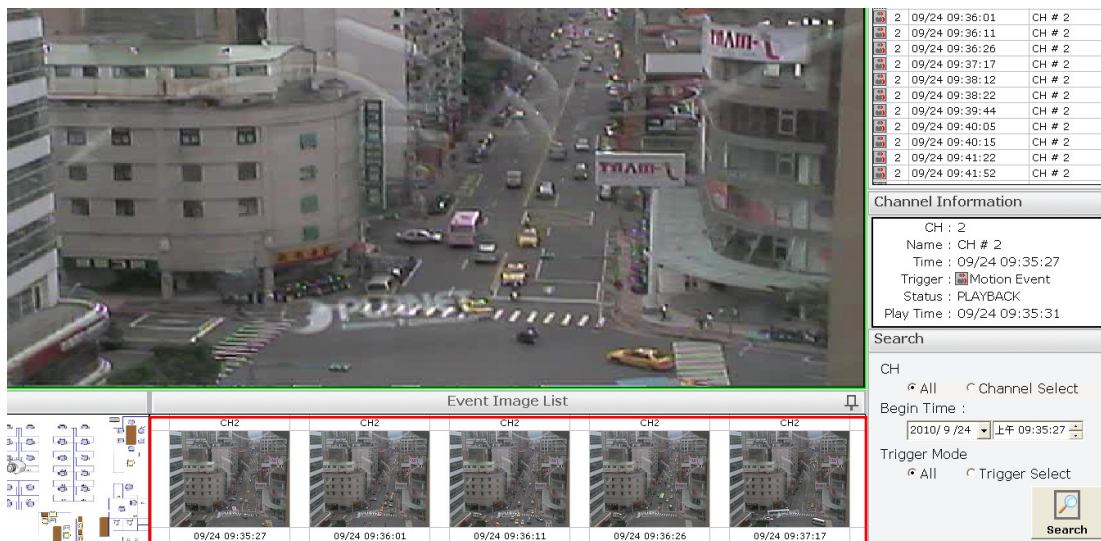 2 09/24 09:36:01 CH # 2
2 09/24 09:36:11 CH # 2
2 09/24 09:36:26 CH # 2
2 09/24 09:37:17 CH # 2
2 09/24 09:38:12 CH # 2
2 09/24 09:38:22 CH # 2
2 09/24 09:39:44 CH # 2
2 09/24 09:40:05 CH # 2
2 09/24 09:40:15 CH # 2
2 09/24 09:41:22 CH # 2
2 09/24 09:41:52 CH # 2
Channel Information
CH : 2
Name : CH # 2
Time : 09/24 09:35:27
Trigger : Motion Event
Status : PLAYBACK
Play Time : 09/24 09:35:31
Search
CH
All Channel Select
Begin Time :
2010/ 9 /24 上午 09:35:27
Trigger Mode
All Trigger Select
Search
PLANET
Event Image List
CH2 CH2 CH2 CH2 CH2
09/24 09:35:27 09/24 09:36:01 09/24 09:36:11 09/24 09:36:26 09/24 09:37:17